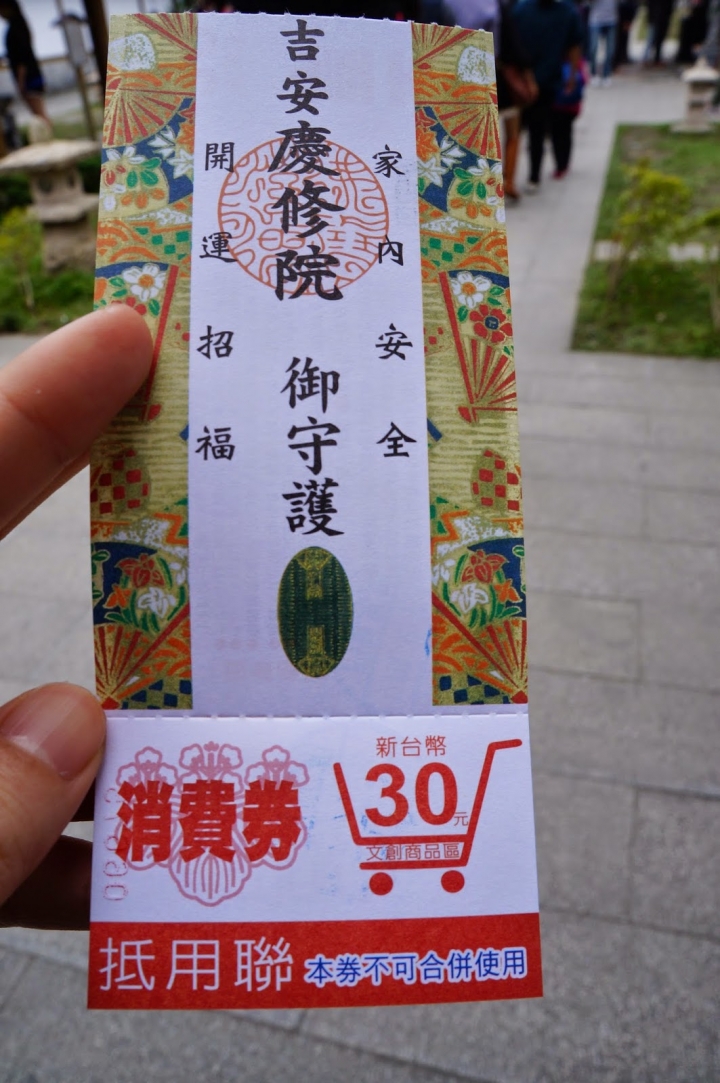 吉安慶修院 御守護
家內安全
開運招福
消費券
新台幣
30元
文創商品區
抵用聯 本券不可合併使用